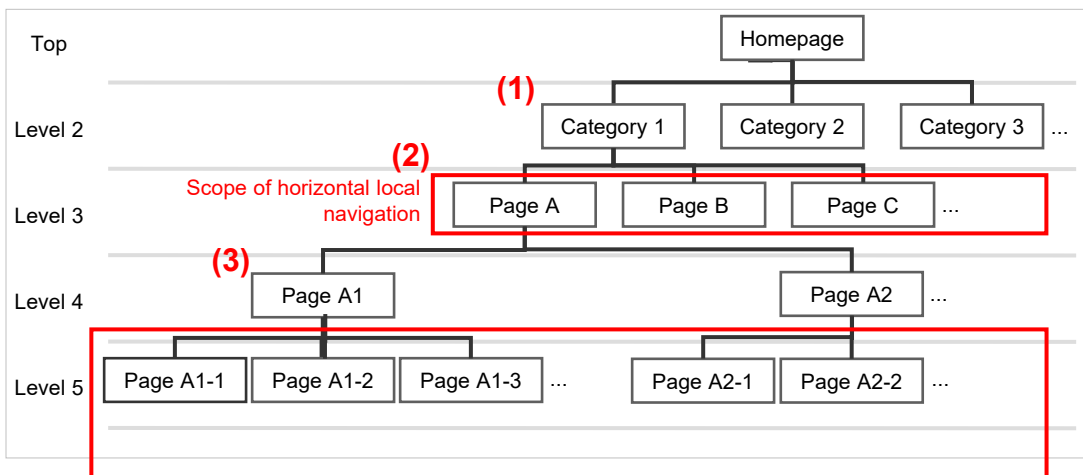 Top
Homepage
(1)
Level 2
Category 1
Category 2
Category 3
...
(2)
Scope of horizontal local
navigation
Level 3
Page A
Page B
Page C
...
(3)
Level 4
Page A1
Page A2
...
Level 5
Page A1-1
Page A1-2
Page A1-3
...
Page A2-1
Page A2-2
...